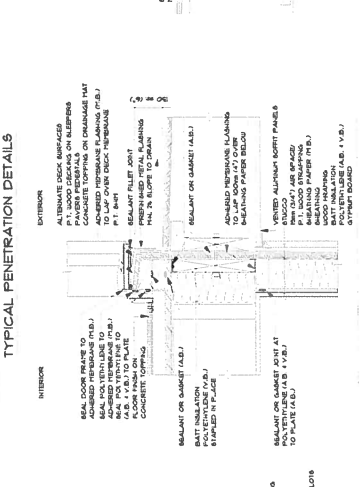 TYPICAL PENETRATION DETAILS
INTERIOR
SEAL DOOR FRAME TO
ADHERED MEMBRANE (M.B.)
SEAL POLYETHYLENE TO
ADHERED MEMBRANE (M.B.)
SEAL POLYETHYLENE
(A.B. & V.B.) TO PLATE
FLOOR FINISH ON
CONCRETE TOPPING
SEALANT OR GASKET (A.B.)
BATT INSULATION
POLYETHYLENE (V.B.)
STAPLED IN PLACE
SEALANT OR GASKET JOINT AT
POLYETHYLENE (A.B. & V.B.)
TO PLATE (A.B.)
EXTERIOR
ALTERNATE DECK SURFACES
P.T. WOOD DECKING ON SLEEPERS
PAVERS PEDESTALS
CONCRETE TOPPING ON DRAINAGE MAT
ADHERED MEMBRANE FLASHING (M.B.)
TO LAP OVER DECK MEMBRANE
P.T. SHIM
SEALANT FILLET JOINT
PREFINISHED METAL FLASHING
MIN. 2% SLOPE TO DRAIN
SEALANT OR GASKET (A.B.)
ADHERED MEMBRANE FLASHING
TO LAP 100mm (4") OVER
SHEATHING PAPER BELOW
VENTED ALUMINUM SOFFIT PANELS
STUCCO
19mm (3/4") AIR SPACE/
P.T. WOOD STRAPPING
SHEATHING PAPER (M.B.)
SHEATHING
WOOD FRAMING
BATT INSULATION
POLYETHYLENE (A.B. & V.B.)
GYPSUM BOARD